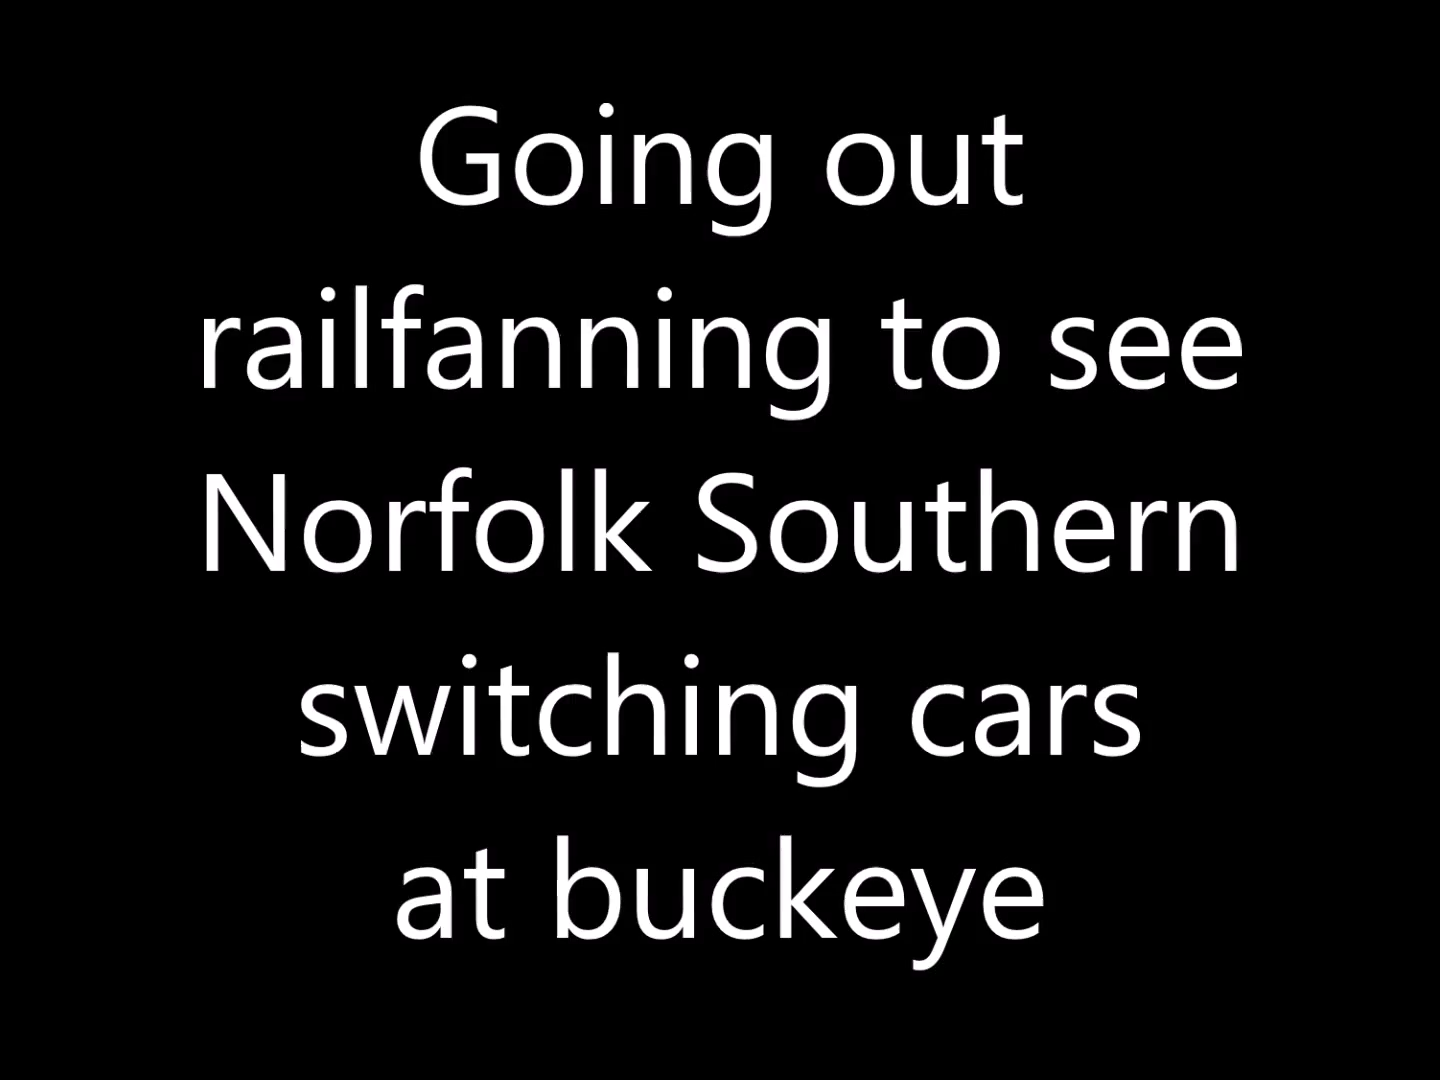 Going out
railfanning to see
Norfolk Southern
switching cars
at buckeye